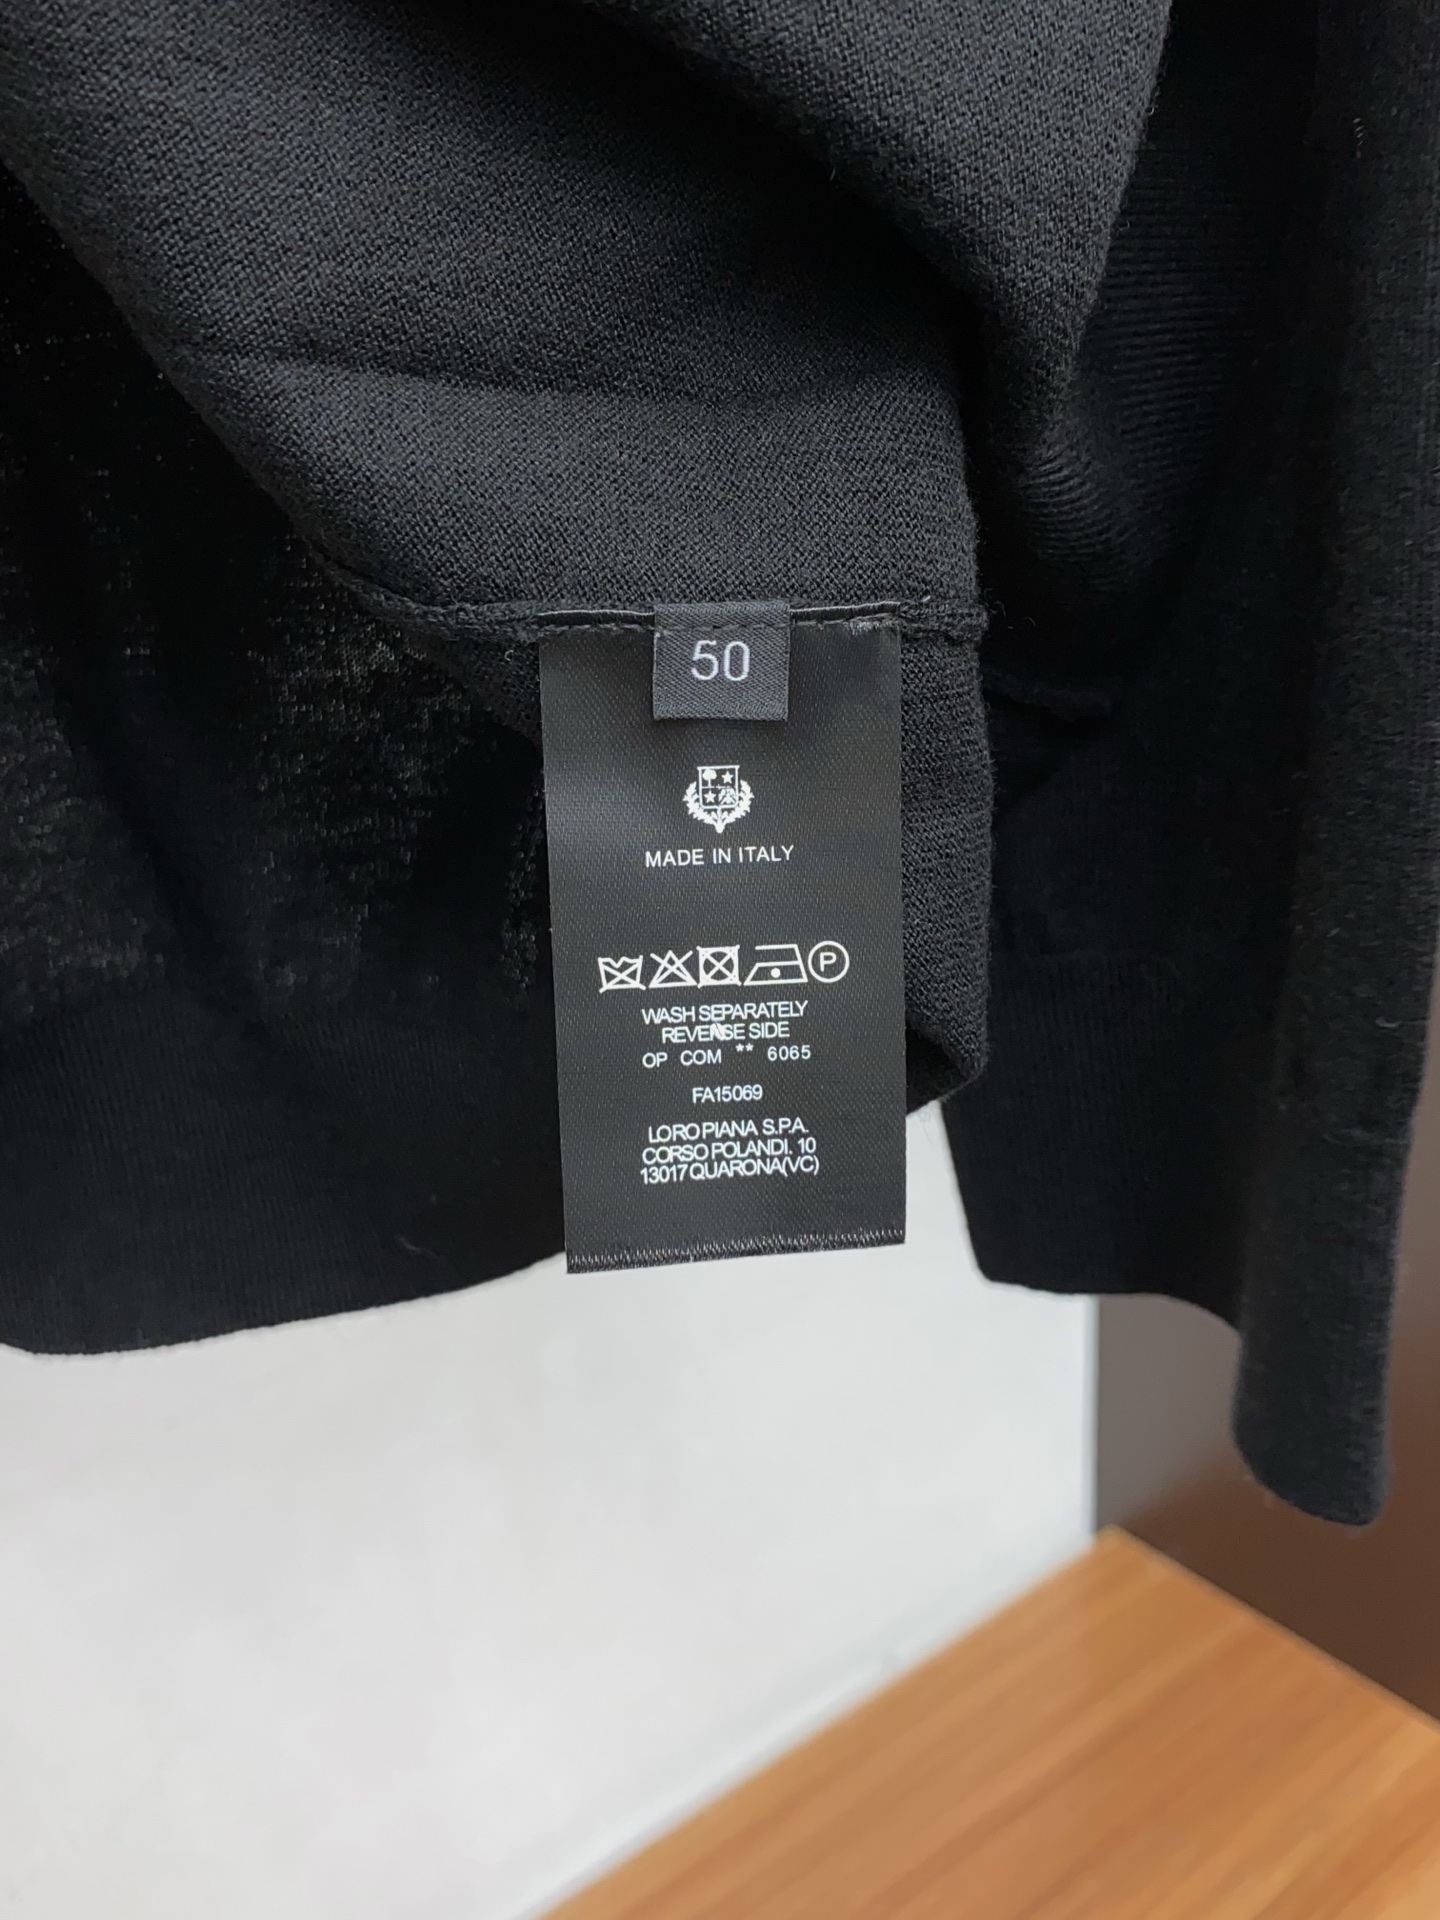 50
MADE IN ITALY
P
WASH SEPARATELY
REVERSE SIDE
OP COM ** 6065
FA15069
LORO PIANA S.P.A.
CORSO POLANDI. 10
13017 QUARONA(VC)